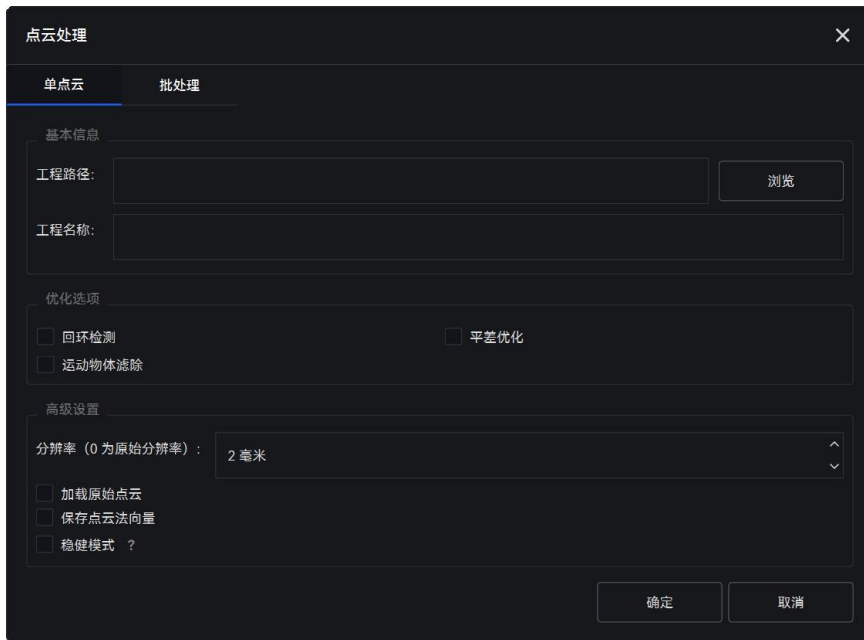 点云处理
单点云 批处理
基本信息
工程路径: 浏览
工程名称:
优化选项
回环检测 平差优化
运动物体滤除
高级设置
分辨率（0 为原始分辨率）: 2 毫米
加载原始点云
保存点云法向量
稳健模式 ?
确定 取消